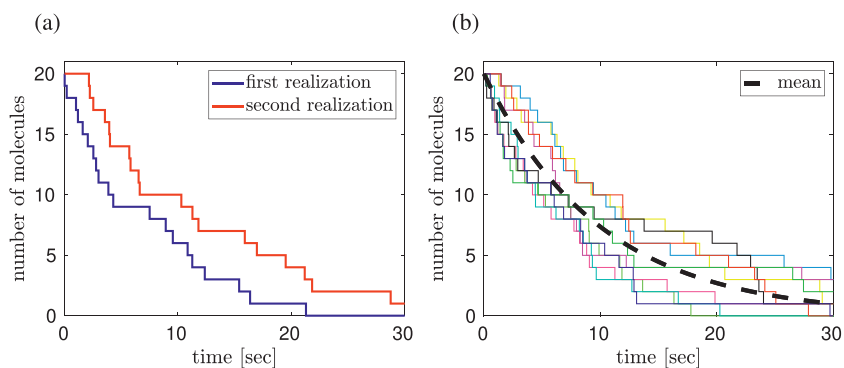 (a)
(b)
20
15
10
5
0
number of molecules
first realization
second realization
0
10
20
30
time [sec]
20
15
10
5
0
number of molecules
mean
0
10
20
30
time [sec]